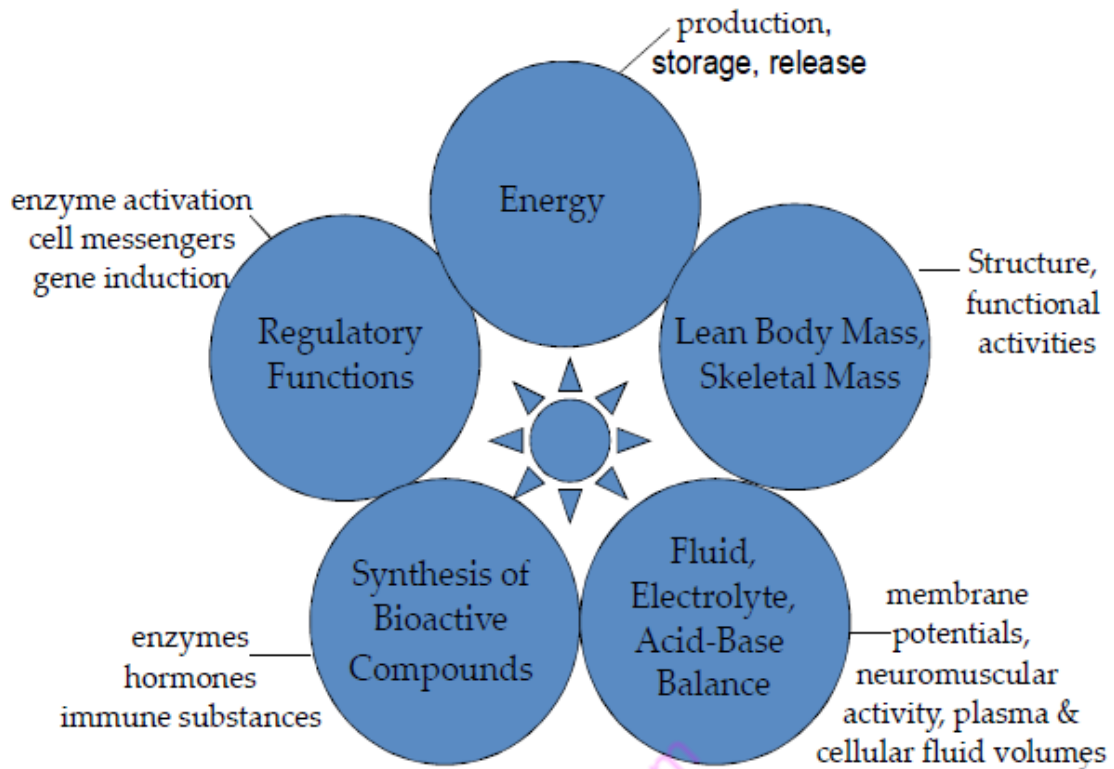 production,
storage, release
Energy
enzyme activation
cell messengers
gene induction
Regulatory
Functions
Structure,
functional
activities
Lean Body Mass,
Skeletal Mass
Synthesis of
Bioactive
Compounds
enzymes
hormones
immune substances
Fluid,
Electrolyte,
Acid-Base
Balance
membrane
potentials,
neuromuscular
activity, plasma &
cellular fluid volumes